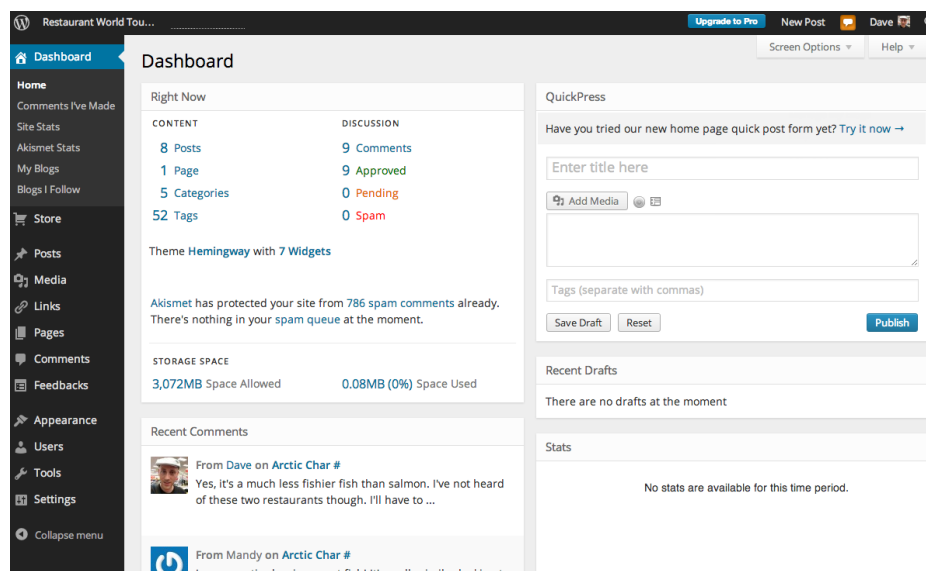 Restaurant World Tou...
Upgrade to Pro
New Post
Dave
Dashboard
Home
Comments I've Made
Site Stats
Akismet Stats
My Blogs
Blogs I Follow
Store
Posts
Media
Links
Pages
Comments
Feedbacks
Appearance
Users
Tools
Settings
Collapse menu
Screen Options
Help
Dashboard
Right Now
CONTENT
8 Posts
1 Page
5 Categories
52 Tags
DISCUSSION
9 Comments
9 Approved
0 Pending
0 Spam
Theme Hemingway with 7 Widgets
Akismet has protected your site from 786 spam comments already.
There's nothing in your spam queue at the moment.
STORAGE SPACE
3,072MB Space Allowed
0.08MB (0%) Space Used
Recent Comments
From Dave on Arctic Char #
Yes, it's a much less fishier fish than salmon. I've not heard
of these two restaurants though. I'll have to ...
From Mandy on Arctic Char #
QuickPress
Have you tried our new home page quick post form yet? Try it now →
Enter title here
Add Media
Tags (separate with commas)
Save Draft
Reset
Publish
Recent Drafts
There are no drafts at the moment
Stats
No stats are available for this time period.